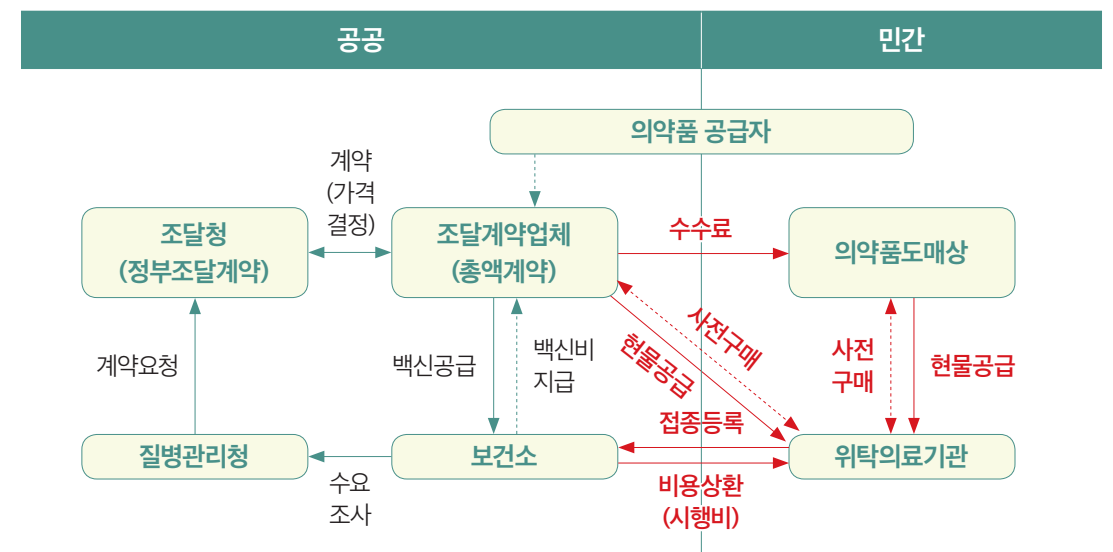 공공
민간
의약품 공급자
계약
(가격
결정)
조달청
(정부조달계약)
조달계약업체
(총액계약)
수수료
의약품도매상
계약요청
백신공급
백신비
지급
사전구매
현물공급
사전
구매
현물공급
접종등록
질병관리청
보건소
위탁의료기관
수요
조사
비용상환
(시행비)